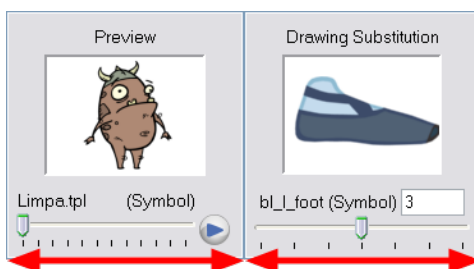 Preview
Limpa.tpl (Symbol)
Drawing Substitution
bl_l_foot (Symbol) 3